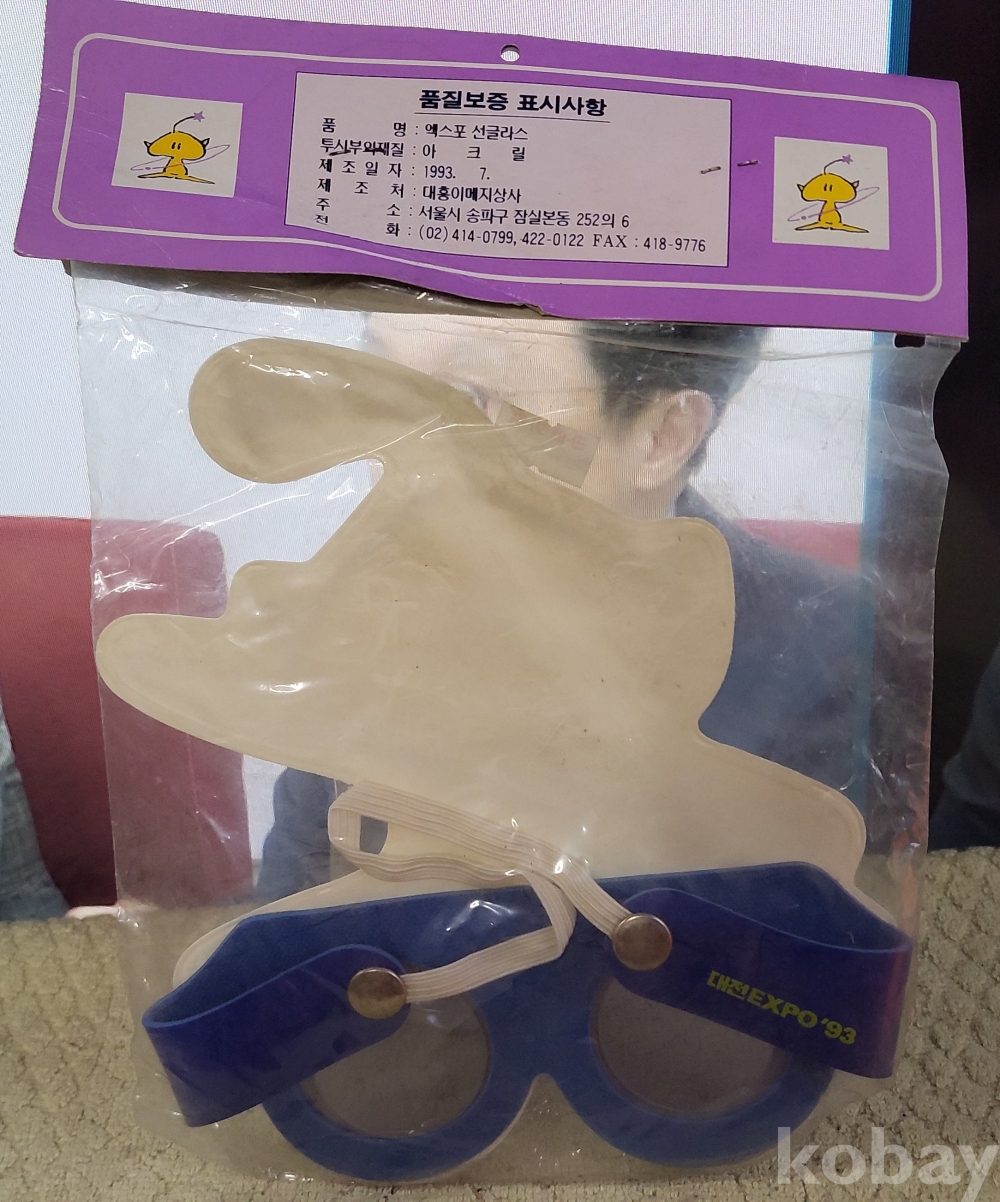 품질보증 표시사항
품 명 : 엑스포 선글라스
투시부위재질 : 아 크 릴
제 조 일 자 : 1993. 7.
제 조 처 : 대흥이메지상사
주 소 : 서울시 송파구 잠실본동 252의 6
전 화 : (02) 414-0799, 422-0122 FAX : 418-9776
대전EXPO '93
kobay